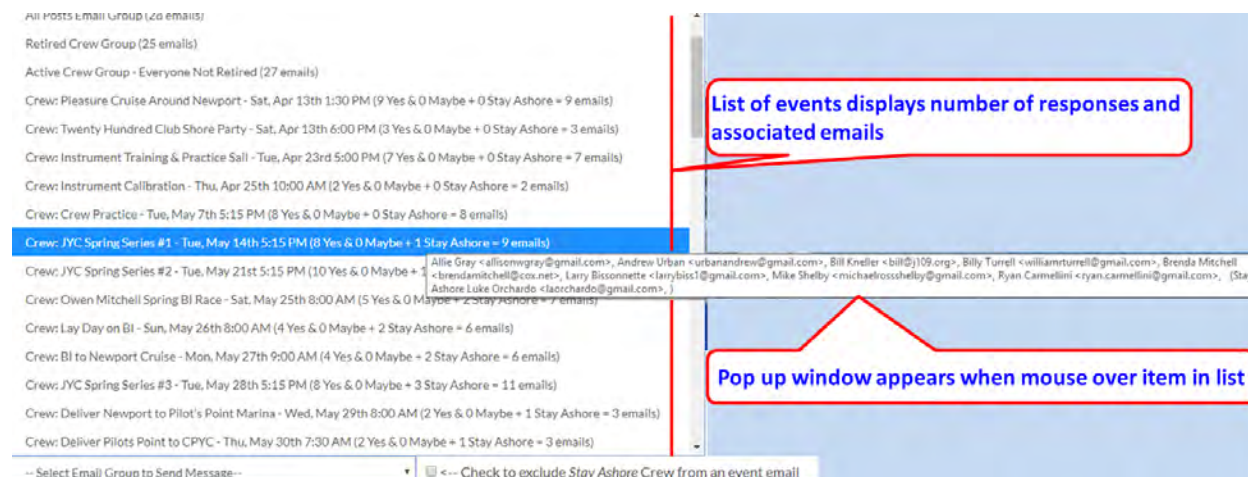 All Posts Email Group (28 emails)
Retired Crew Group (25 emails)
Active Crew Group - Everyone Not Retired (27 emails)
Crew: Pleasure Cruise Around Newport - Sat, Apr 13th 1:30 PM (9 Yes & 0 Maybe + 0 Stay Ashore = 9 emails)
Crew: Twenty Hundred Club Shore Party - Sat, Apr 13th 6:00 PM (3 Yes & 0 Maybe + 0 Stay Ashore = 3 emails)
Crew: Instrument Training & Practice Sail - Tue, Apr 23rd 5:00 PM (7 Yes & 0 Maybe + 0 Stay Ashore = 7 emails)
Crew: Instrument Calibration - Thu, Apr 25th 10:00 AM (2 Yes & 0 Maybe + 0 Stay Ashore = 2 emails)
Crew: Crew Practice - Tue, May 7th 5:15 PM (8 Yes & 0 Maybe + 0 Stay Ashore = 8 emails)
Crew: JYC Spring Series #1 - Tue, May 14th 5:15 PM (8 Yes & 0 Maybe + 1 Stay Ashore = 9 emails)
Crew: JYC Spring Series #2 - Tue, May 21st 5:15 PM (10 Yes & 0 Maybe + 1
Allie Gray <allisonwgray@gmail.com>, Andrew Urban <urbanandrew@gmail.com>, Bill Kneller <bill@j109.org>, Billy Turrell <williamrturrell@gmail.com>, Brenda Mitchell
<brendamitchell@cox.net>, Larry Bissonnette <larrybiss1@gmail.com>, Mike Shelby <michaelrossshelby@gmail.com>, Ryan Carmellini <ryan.carmellini@gmail.com>, (Stay
Ashore Luke Orchardo <laorchardo@gmail.com>, )
Crew: Owen Mitchell Spring BI Race - Sat, May 25th 8:00 AM (5 Yes & 0 Maybe + 2 Stay Ashore = 7 emails)
Crew: Lay Day on BI - Sun, May 26th 8:00 AM (4 Yes & 0 Maybe + 2 Stay Ashore = 6 emails)
Crew: BI to Newport Cruise - Mon, May 27th 9:00 AM (4 Yes & 0 Maybe + 2 Stay Ashore = 6 emails)
Crew: JYC Spring Series #3 - Tue, May 28th 5:15 PM (8 Yes & 0 Maybe + 3 Stay Ashore = 11 emails)
Crew: Deliver Newport to Pilot's Point Marina - Wed, May 29th 8:00 AM (2 Yes & 0 Maybe + 1 Stay Ashore = 3 emails)
Crew: Deliver Pilots Point to CPYC - Thu, May 30th 7:30 AM (2 Yes & 0 Maybe + 1 Stay Ashore = 3 emails)
-- Select Email Group to Send Message--
<-- Check to exclude Stay Ashore Crew from an event email
List of events displays number of responses and
associated emails
Pop up window appears when mouse over item in list